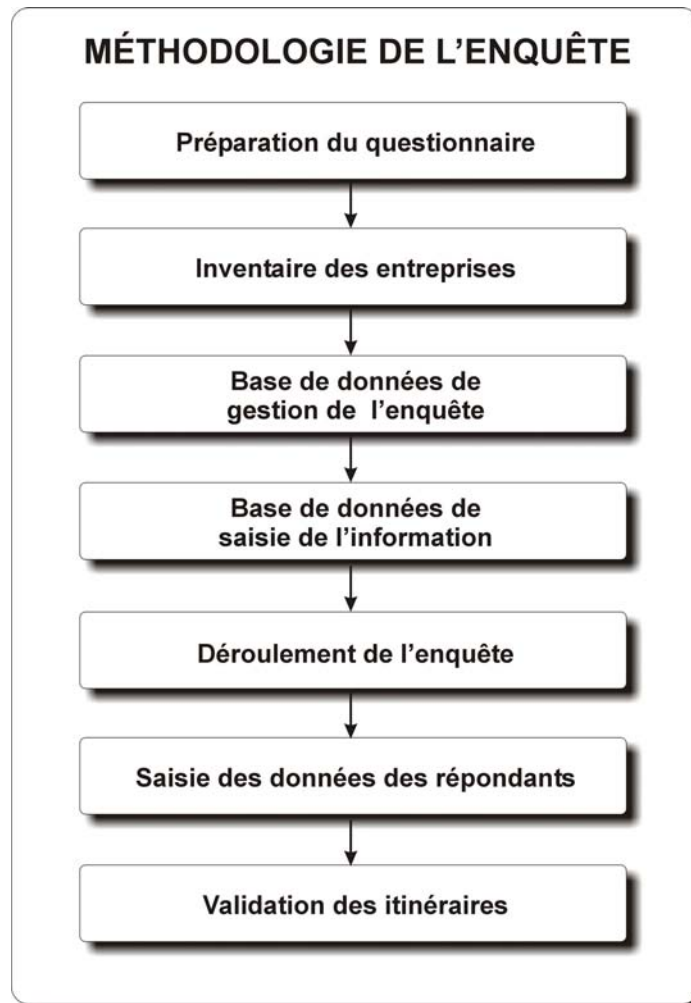 MÉTHODOLOGIE DE L’ENQUÊTE
Préparation du questionnaire
Inventaire des entreprises
Base de données de
gestion de l’enquête
Base de données de
saisie de l’information
Déroulement de l’enquête
Saisie des données des répondants
Validation des itinéraires